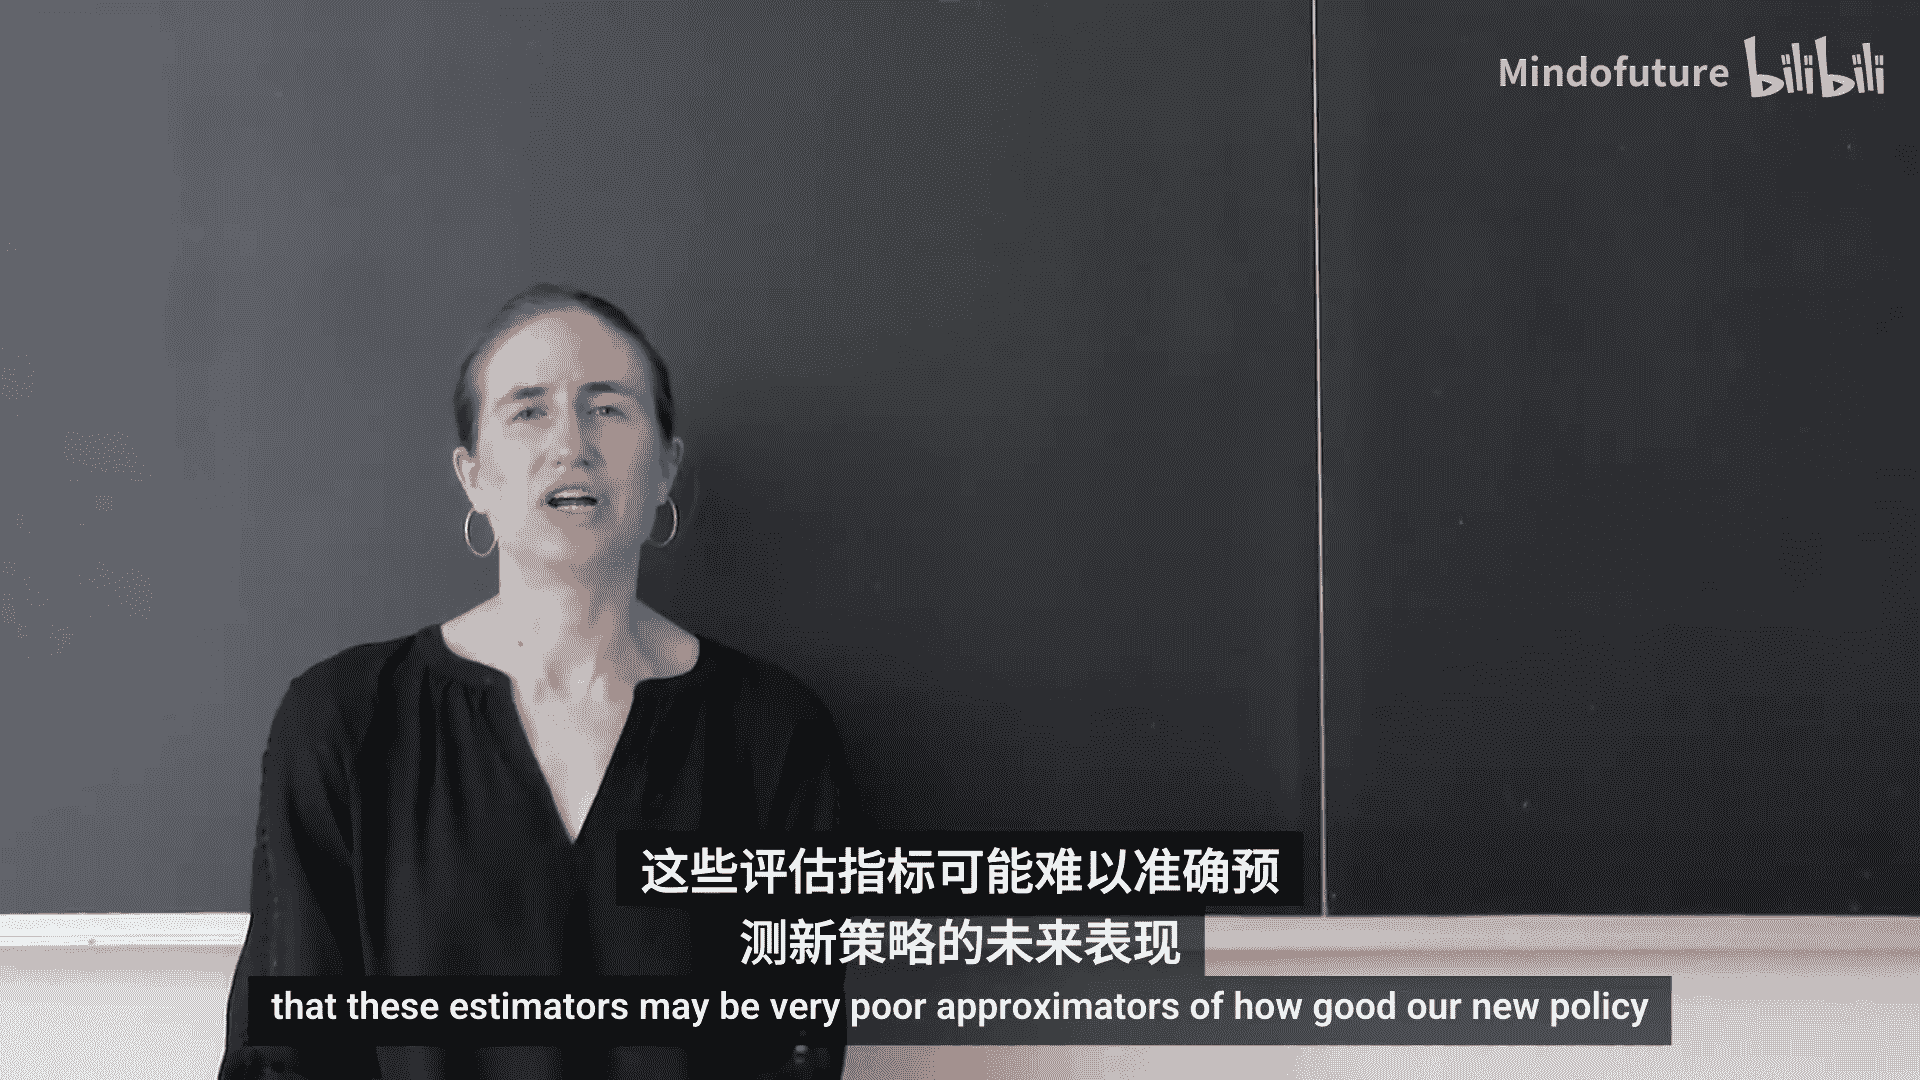 Mindofuture bilibili
这些评估指标可能难以准确预
测新策略的未来表现
that these estimators may be very poor approximators of how good our new policy